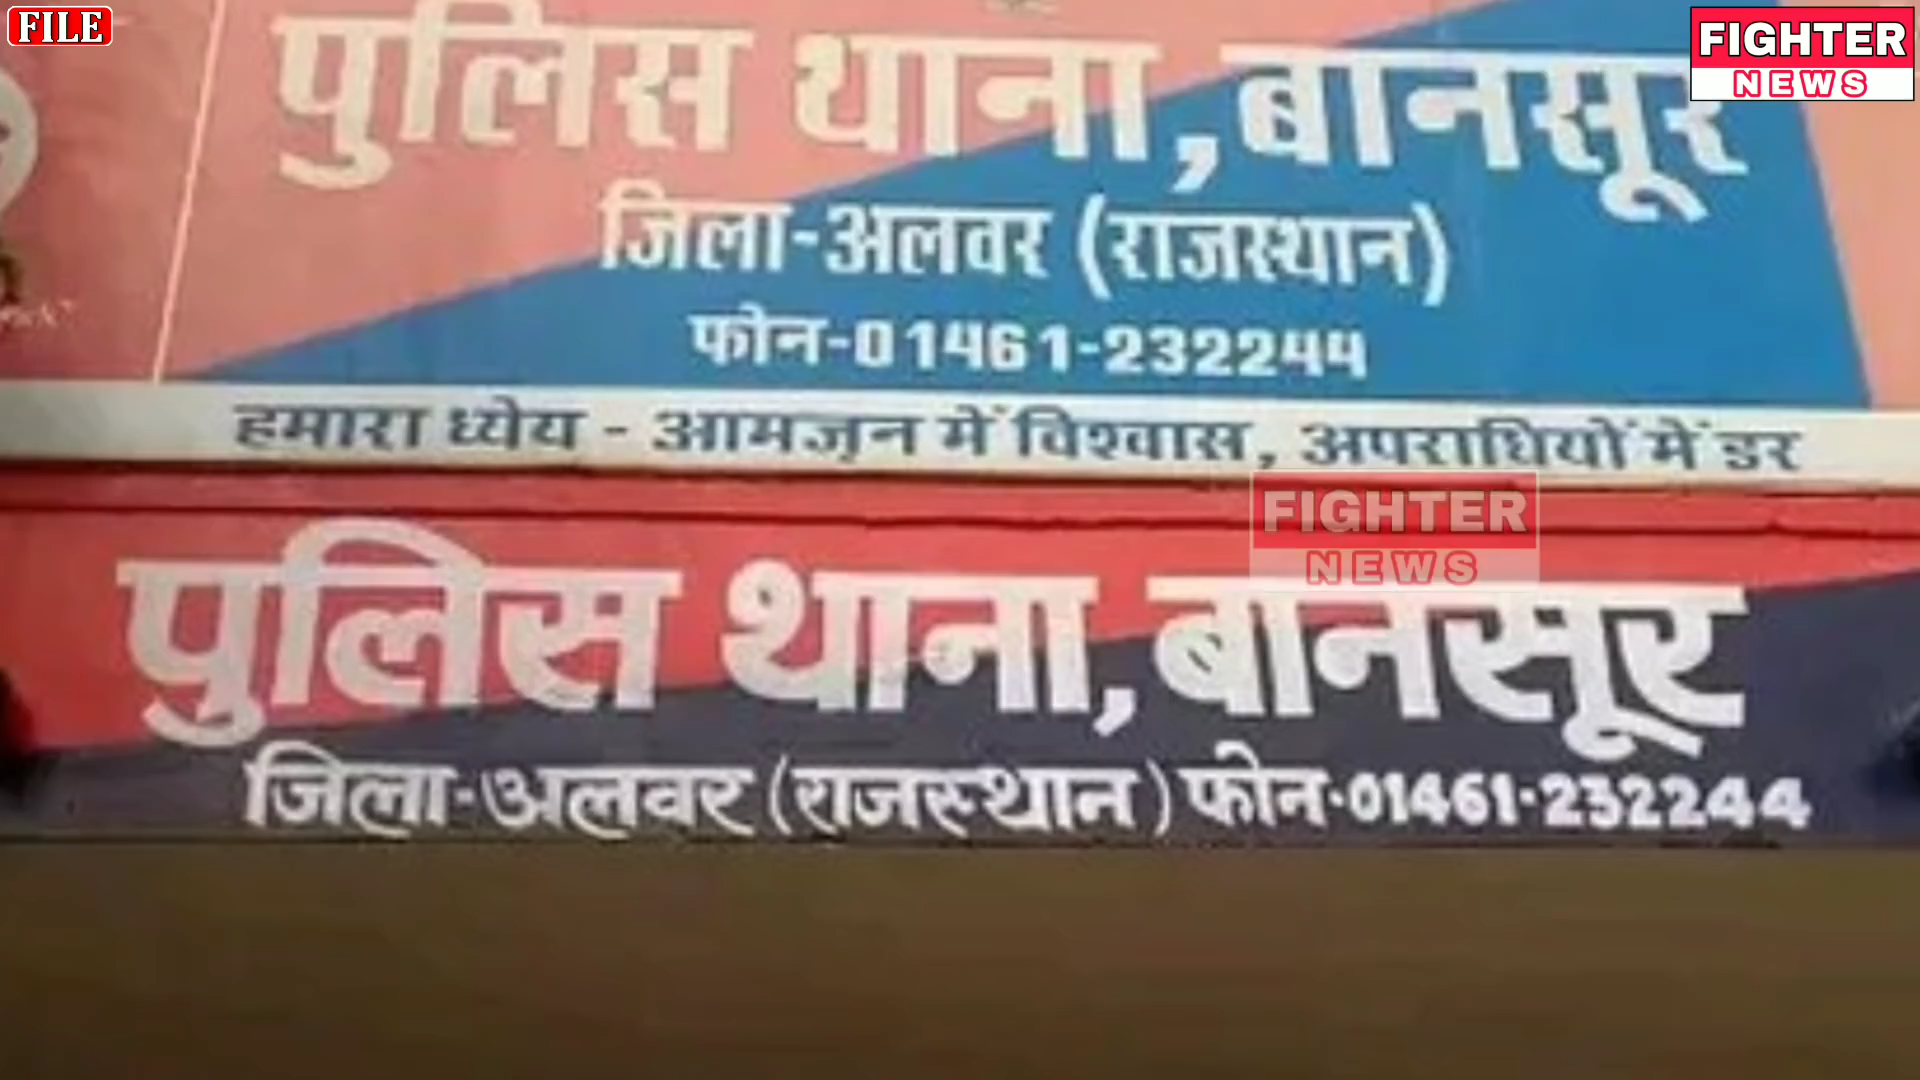 FILE
FIGHTER
NEWS
पुलिस थाना, बानसूर
जिला-अलवर (राजस्थान)
फोन-01461-232244
हमारा ध्येय - आमजन में विश्वास, अपराधियों में डर
FIGHTER
NEWS
पुलिस थाना, बानसूर
जिला-अलवर (राजस्थान) फोन-01461-232244